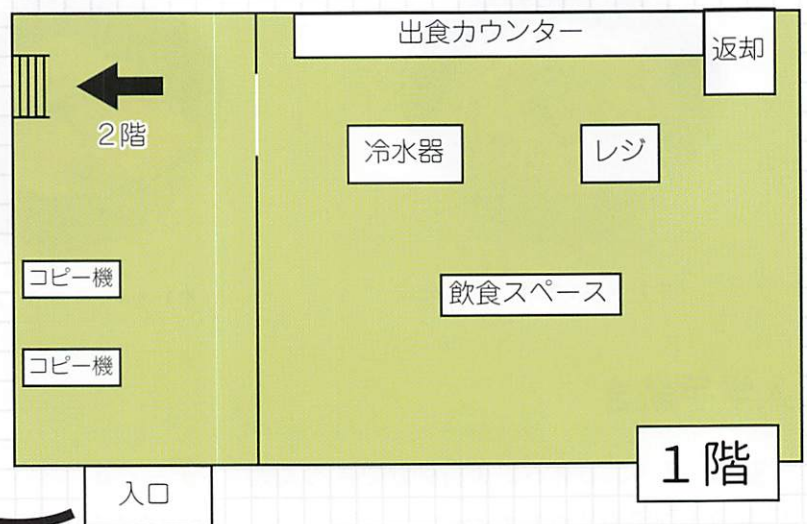 出食カウンター
返却
2階
冷水器
レジ
コピー機
飲食スペース
コピー機
1階
入口